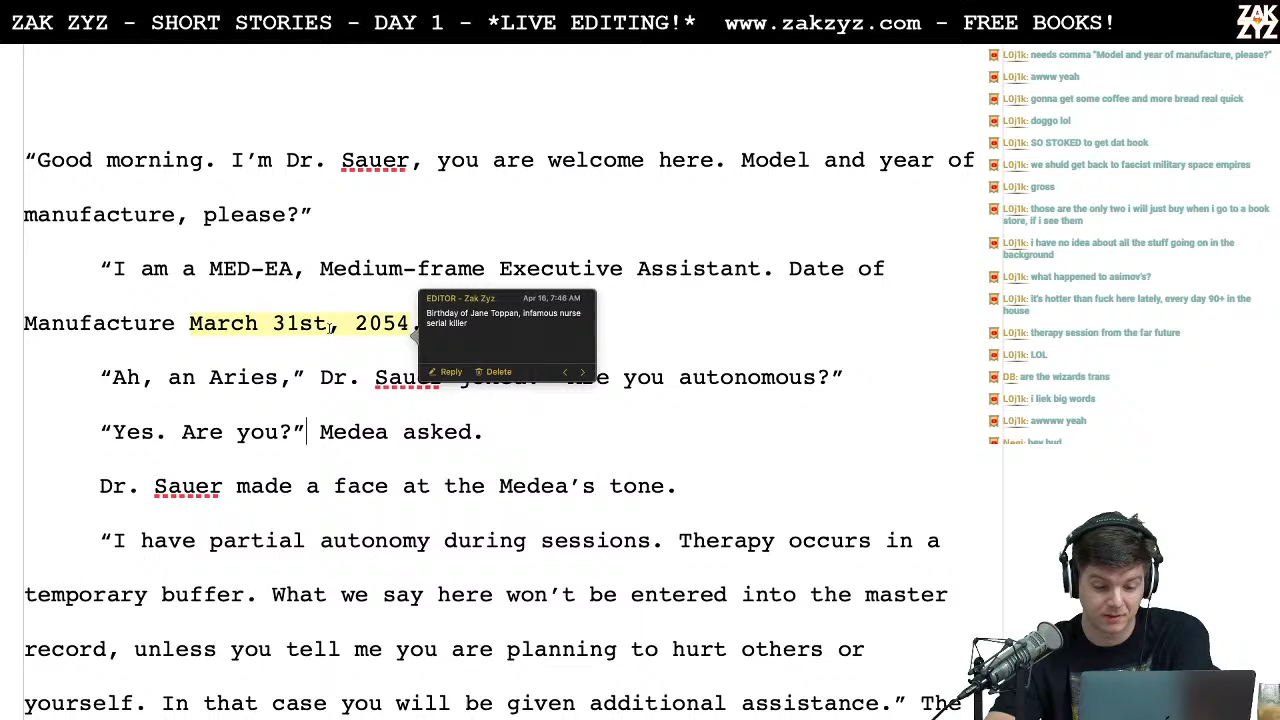 ZAK ZYZ - SHORT STORIES - DAY 1 - *LIVE EDITING!* www.zakzyz.com - FREE BOOKS!
ZAK
ZYZ
“Good morning. I’m Dr. Sauer, you are welcome here. Model and year of
manufacture, please?”
“I am a MED-EA, Medium-frame Executive Assistant. Date of
Manufacture March 31st, 2054.
EDITOR - Zak Zyz Apr 16, 7:46 AM
Birthday of Jane Toppan, infamous nurse
serial killer
Reply Delete
“Ah, an Aries,” Dr. Sauer you autonomous?”
“Yes. Are you?” Medea asked.
Dr. Sauer made a face at the Medea’s tone.
“I have partial autonomy during sessions. Therapy occurs in a
temporary buffer. What we say here won’t be entered into the master
record, unless you tell me you are planning to hurt others or
yourself. In that case you will be given additional assistance.” The
L0j1k: needs comma "Model and year of manufacture, please?"
L0j1k: awww yeah
L0j1k: gonna get some coffee and more bread real quick
L0j1k: doggo lol
L0j1k: SO STOKED to get dat book
L0j1k: we shuld get back to fascist military space empires
L0j1k: gross
L0j1k: those are the only two i will just buy when i go to a book
store, if i see them
L0j1k: i have no idea about all the stuff going on in the
background
L0j1k: what happened to asimov's?
L0j1k: it's hotter than fuck here lately, every day 90+ in the
house
L0j1k: therapy session from the far future
L0j1k: LOL
DB: are the wizards trans
L0j1k: i liek big words
L0j1k: awwww yeah
hey bud